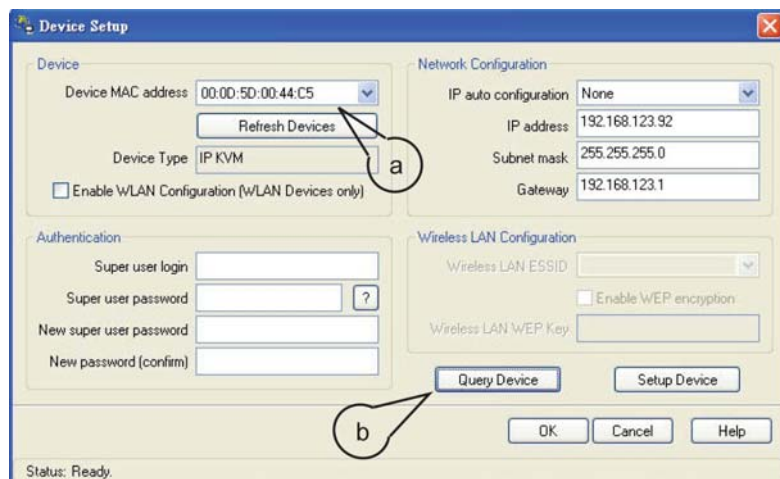 Device Setup
Device
Device MAC address 00:0D:5D:00:44:C5
Refresh Devices
Device Type IP KVM
Enable WLAN Configuration (WLAN Devices only)
a
Network Configuration
IP auto configuration None
IP address 192.168.123.92
Subnet mask 255.255.255.0
Gateway 192.168.123.1
Authentication
Super user login
Super user password ?
New super user password
New password (confirm)
Wireless LAN Configuration
Wireless LAN ESSID
Enable WEP encryption
Wireless LAN WEP Key
Query Device Setup Device
b
OK Cancel Help
Status: Ready.